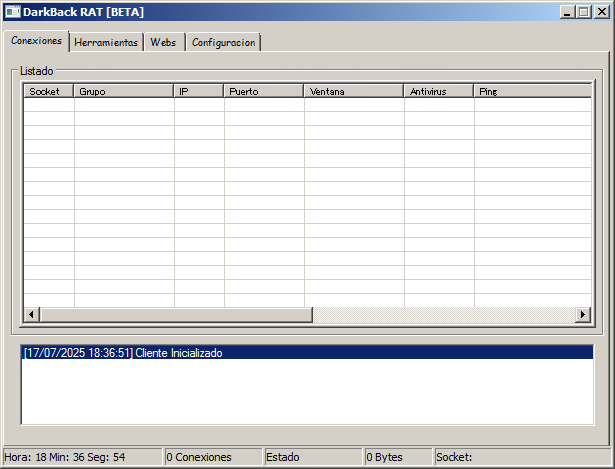 DarkBack RAT [BETA]
Conexiones Herramientas Webs Configuracion
Listado
Socket Grupo IP Puerto Ventana Antivirus Ping
[17/07/2025 18:36:51] Cliente Inicializado
Hora: 18 Min: 36 Seg: 54 0 Conexiones Estado 0 Bytes Socket: